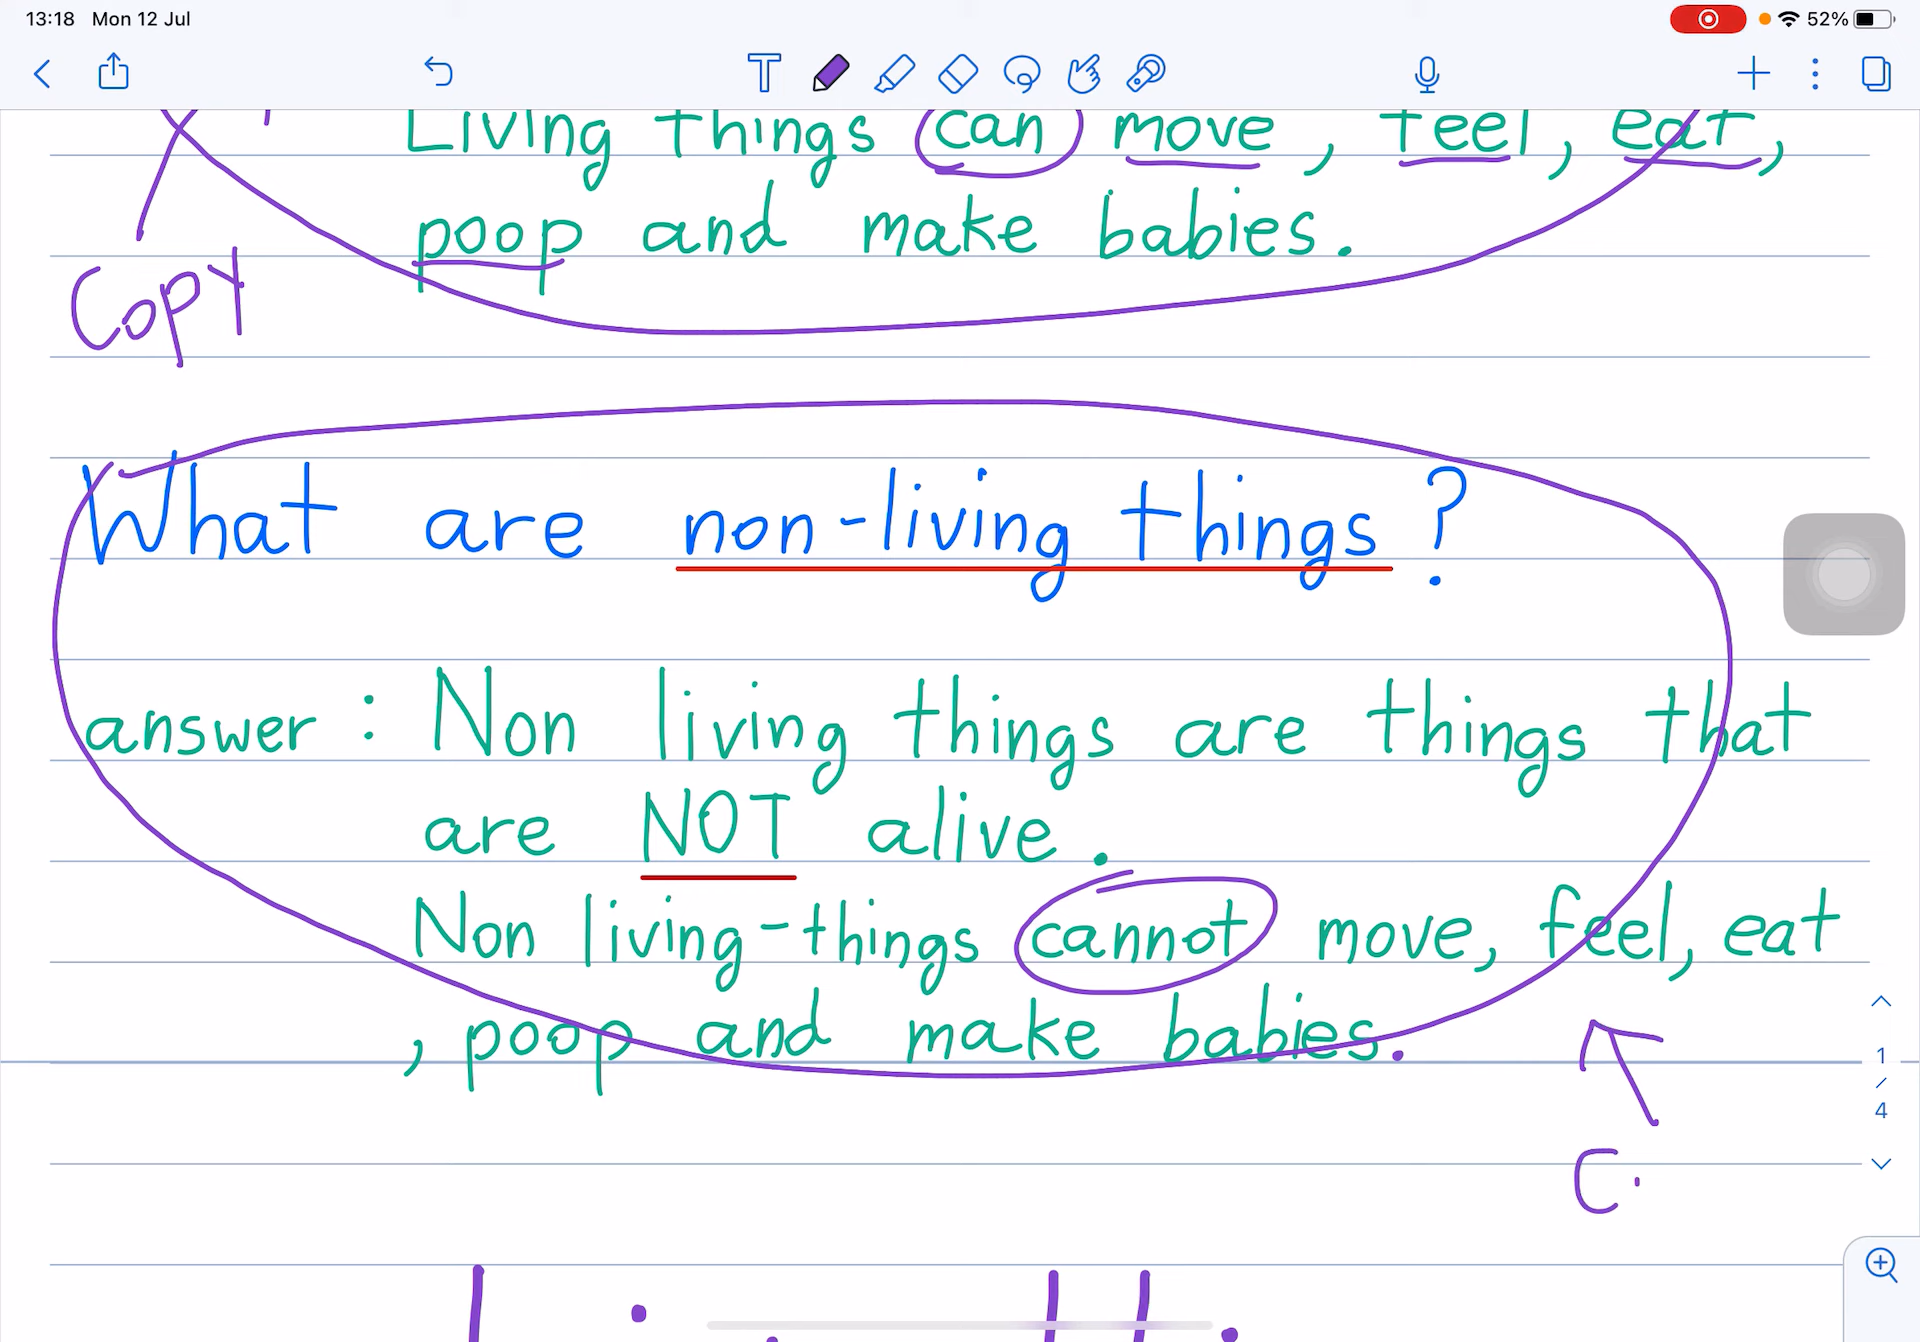 13:18 Mon 12 Jul
52%
T
Living things can move, feel, eat,
poop and make babies.
Copy
What are non-living things?
answer: Non living things are things that
are NOT alive.
Non living-things cannot move, feel, eat
, poop and make babies.
1
/
4
C